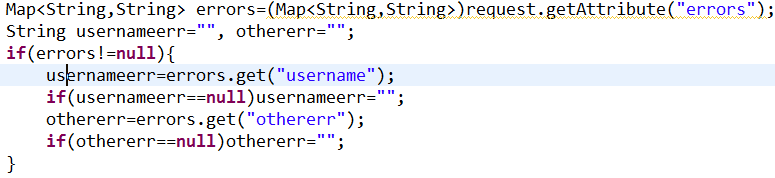 Map<String,String> errors=(Map<String,String>)request.getAttribute("errors");
String usernameerr="", othererr="";
if(errors!=null){
    usernameerr=errors.get("username");
    if(usernameerr==null)usernameerr="";
    othererr=errors.get("othererr");
    if(othererr==null)othererr="";
}